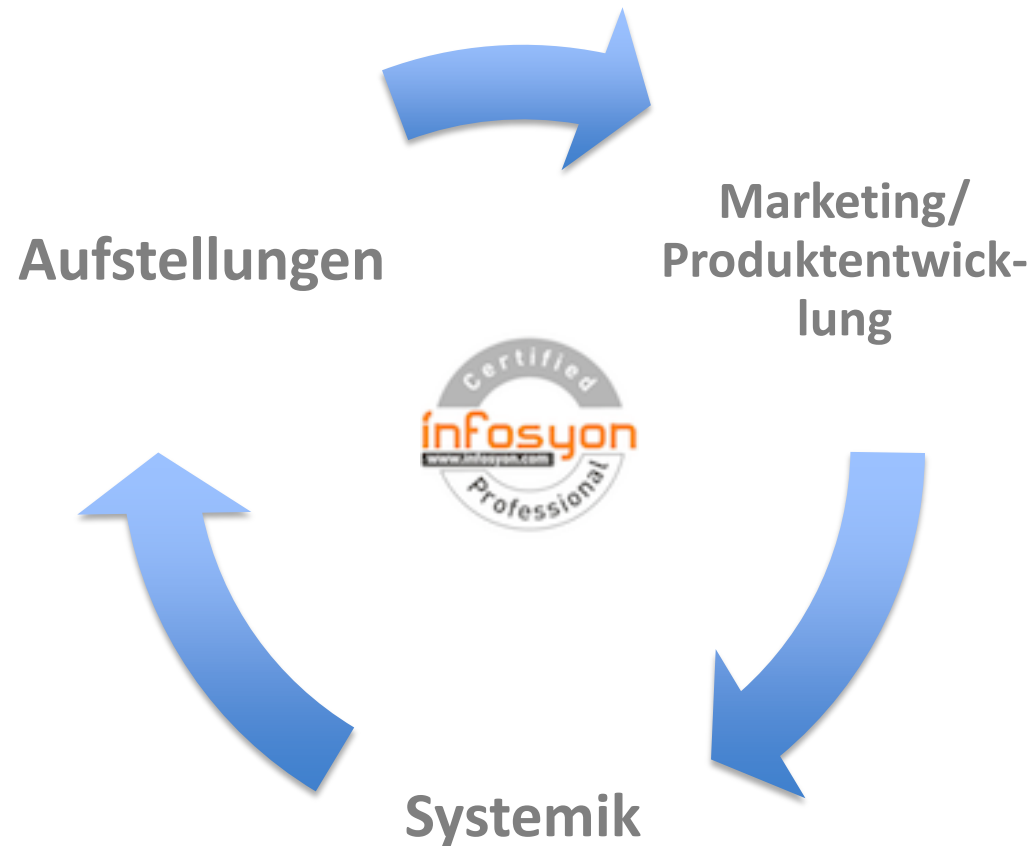 Aufstellungen
Marketing/
Produktentwick-
lung
Certified
infosyon
www.infosyon.com
Professional
Systemik